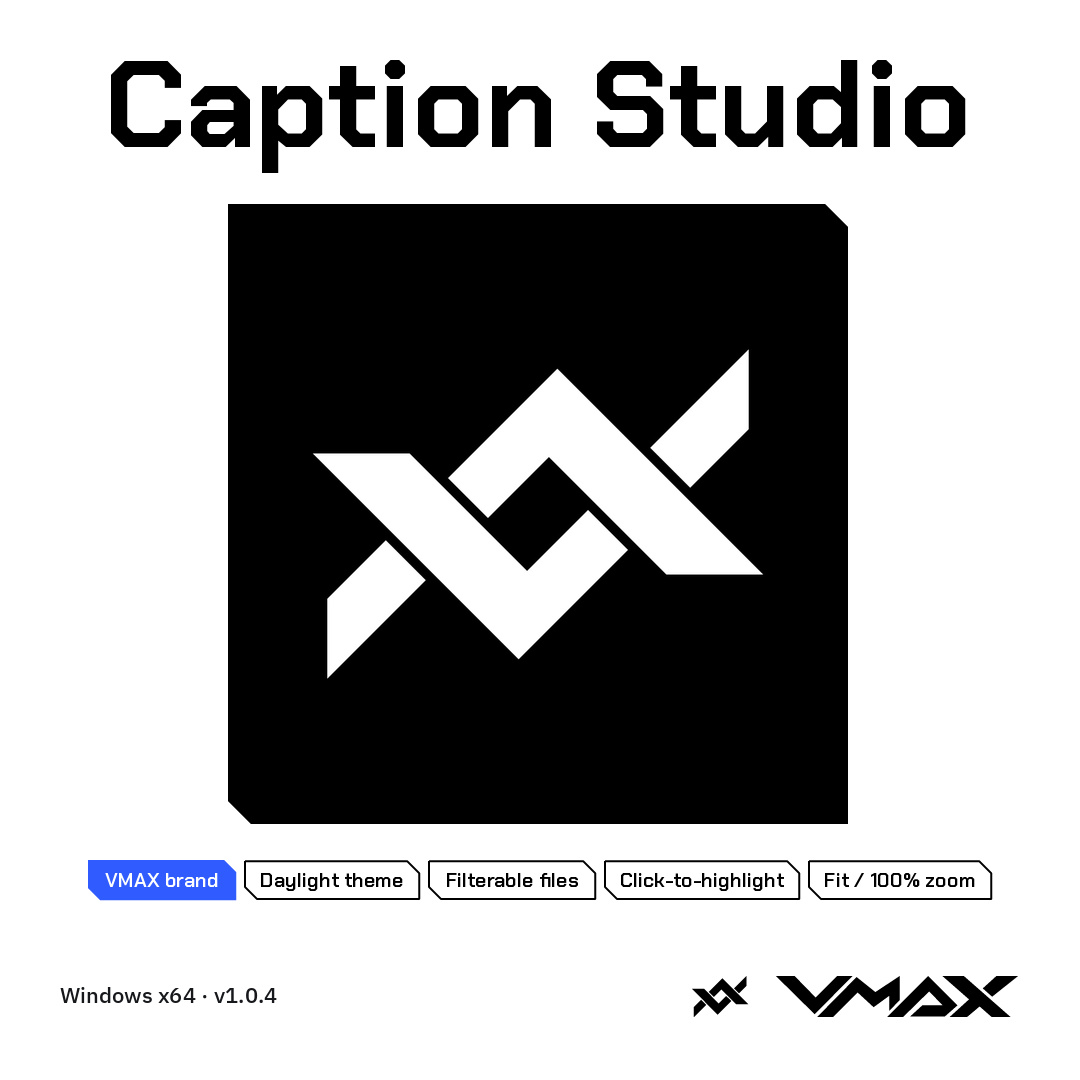 Caption Studio
VMAX brand
Daylight theme
Filterable files
Click-to-highlight
Fit / 100% zoom
Windows x64 · v1.0.4
VMAX